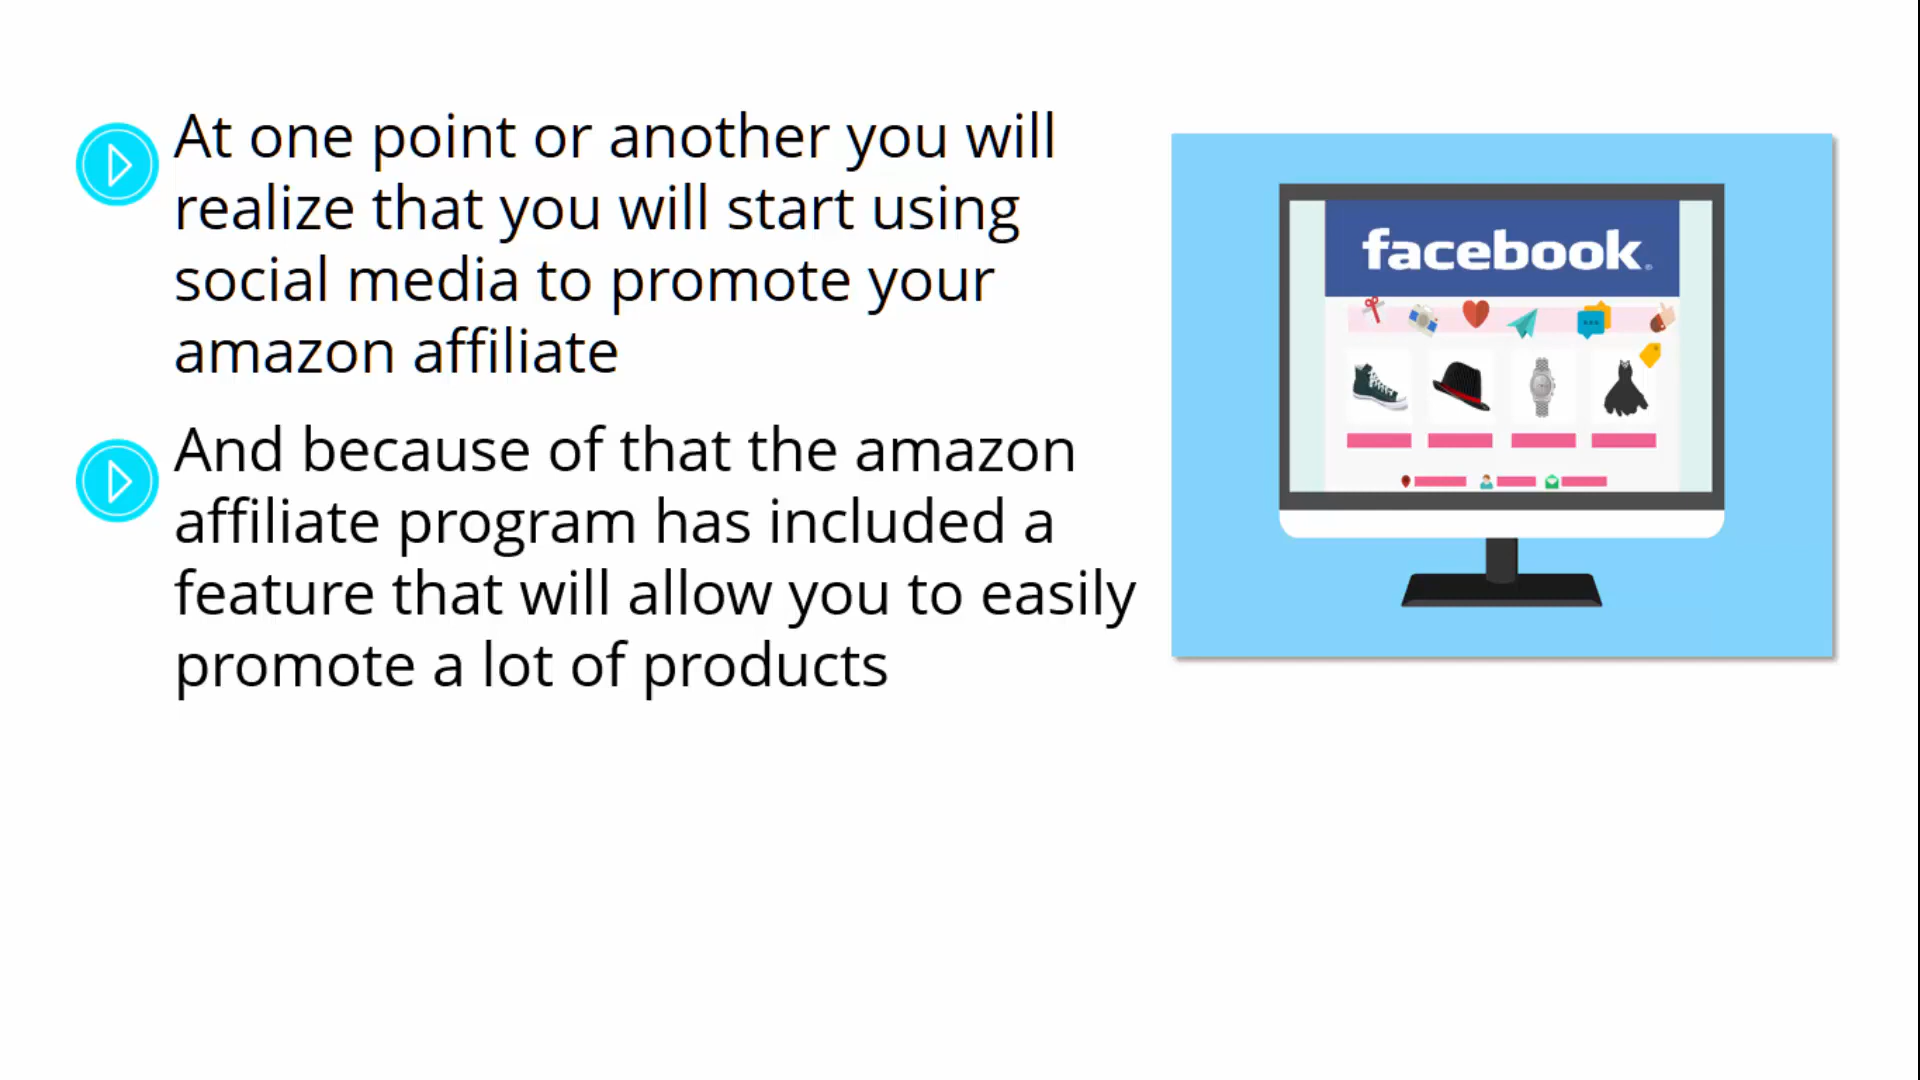 At one point or another you will
realize that you will start using
social media to promote your
amazon affiliate
And because of that the amazon
affiliate program has included a
feature that will allow you to easily
promote a lot of products
facebook